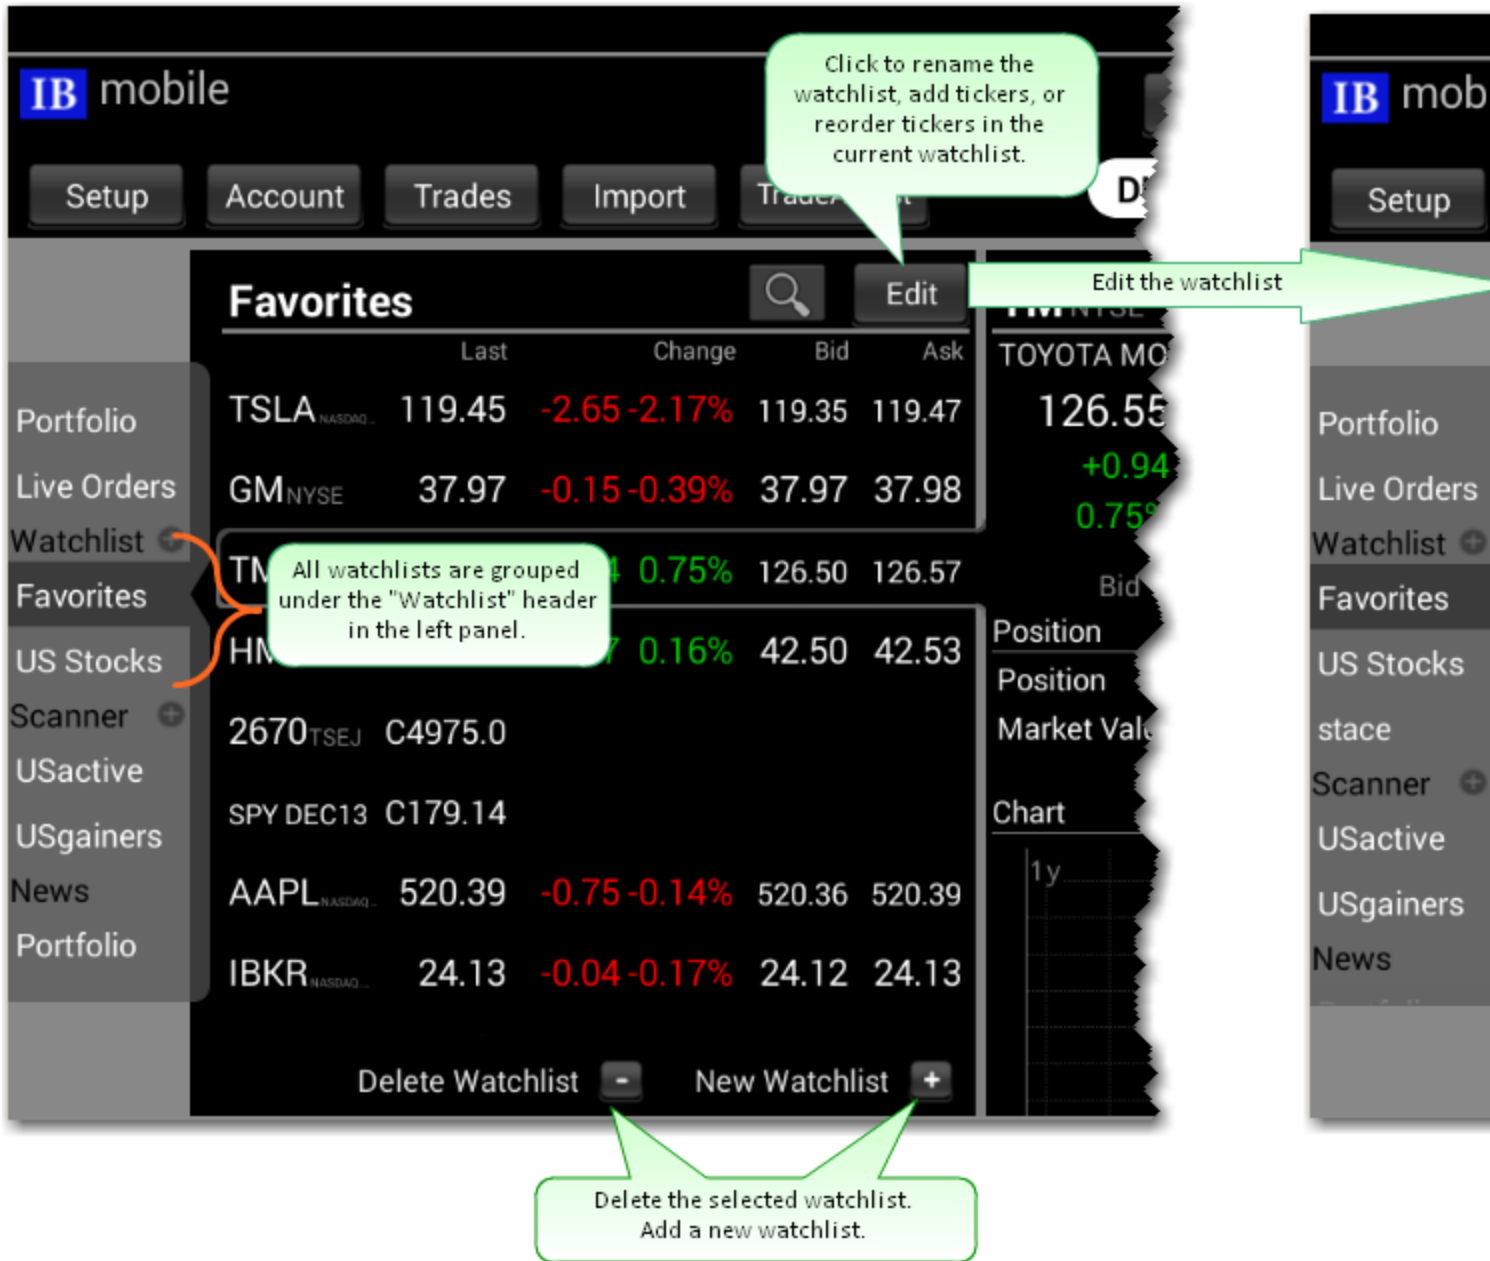 IB mobile
Click to rename the
watchlist, add tickers, or
reorder tickers in the
current watchlist.
Setup Account Trades Import
Favorites Edit
Edit the watchlist
Last Change Bid Ask
TSLA NASDAQ... 119.45 -2.65 -2.17% 119.35 119.47
GM NYSE 37.97 -0.15 -0.39% 37.97 37.98
0.75% 126.50 126.57
0.16% 42.50 42.53
2670 TSEJ C4975.0
SPY DEC13 C179.14
AAPL NASDAQ... 520.39 -0.75 -0.14% 520.36 520.39
IBKR NASDAQ... 24.13 -0.04 -0.17% 24.12 24.13
Delete Watchlist - New Watchlist +
Portfolio
Live Orders
Watchlist +
Favorites
US Stocks
Scanner +
USactive
USgainers
News
Portfolio
All watchlists are grouped
under the "Watchlist" header
in the left panel.
TOYOTA MO
126.55
+0.94
Bid
Position
Position
Market
Chart
1y
Delete the selected watchlist.
Add a new watchlist.
IB mob
Setup
Portfolio
Live Orders
Watchlist +
Favorites
US Stocks
stace
Scanner +
USactive
USgainers
News